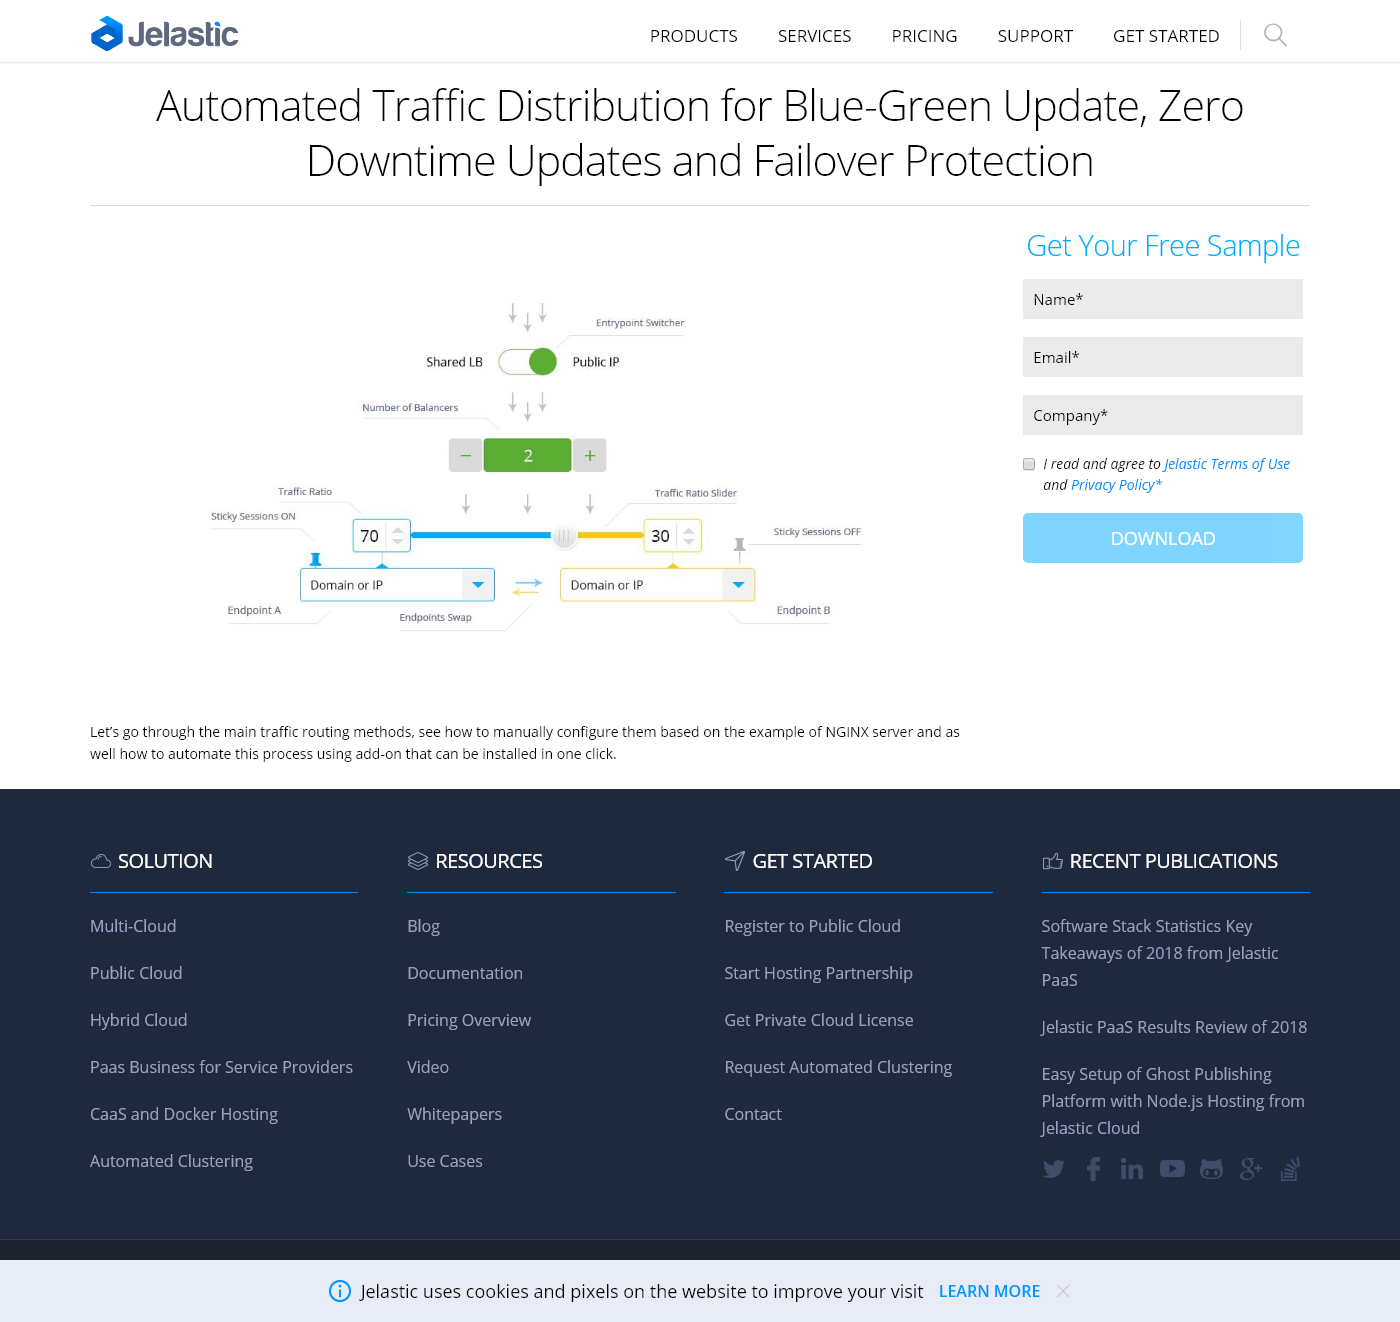 Jelastic
PRODUCTS SERVICES PRICING SUPPORT GET STARTED
Automated Traffic Distribution for Blue-Green Update, Zero
Downtime Updates and Failover Protection
Entrypoint Switcher
Shared LB Public IP
Number of Balancers
− 2 +
Traffic Ratio Traffic Ratio Slider
Sticky Sessions ON
70 30
Sticky Sessions OFF
Domain or IP Domain or IP
Endpoint A Endpoints Swap Endpoint B
Let's go through the main traffic routing methods, see how to manually configure them based on the example of NGINX server and as
well how to automate this process using add-on that can be installed in one click.
Get Your Free Sample
Name*
Email*
Company*
I read and agree to Jelastic Terms of Use
and Privacy Policy*
DOWNLOAD
SOLUTION
Multi-Cloud
Public Cloud
Hybrid Cloud
Paas Business for Service Providers
CaaS and Docker Hosting
Automated Clustering
RESOURCES
Blog
Documentation
Pricing Overview
Video
Whitepapers
Use Cases
GET STARTED
Register to Public Cloud
Start Hosting Partnership
Get Private Cloud License
Request Automated Clustering
Contact
RECENT PUBLICATIONS
Software Stack Statistics Key
Takeaways of 2018 from Jelastic
PaaS
Jelastic PaaS Results Review of 2018
Easy Setup of Ghost Publishing
Platform with Node.js Hosting from
Jelastic Cloud
Jelastic uses cookies and pixels on the website to improve your visit LEARN MORE